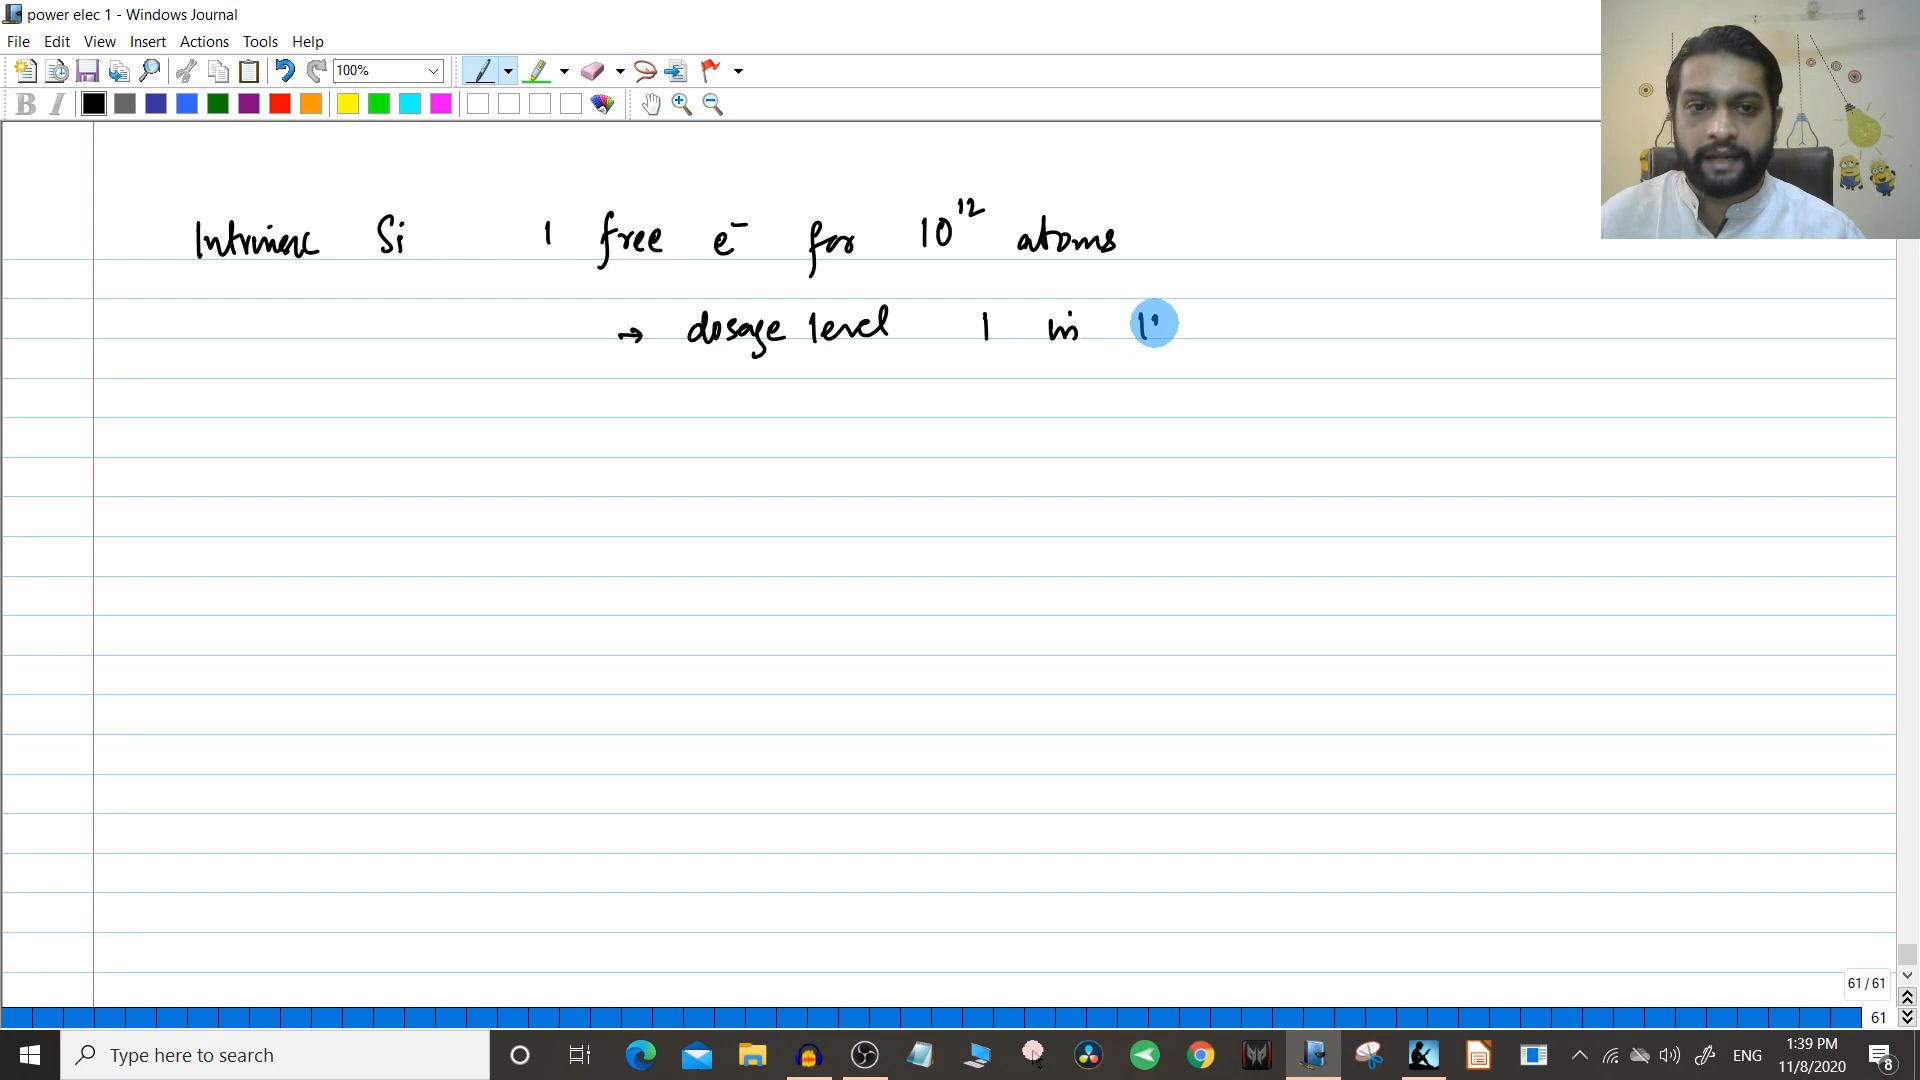 power elec 1 - Windows Journal
File Edit View Insert Actions Tools Help
100%
B I
Intrinsic Si 1 free e⁻ for 10¹² atoms
→ dosage level 1 in 1
61 / 61
61
Type here to search
ENG
1:39 PM
11/8/2020
8